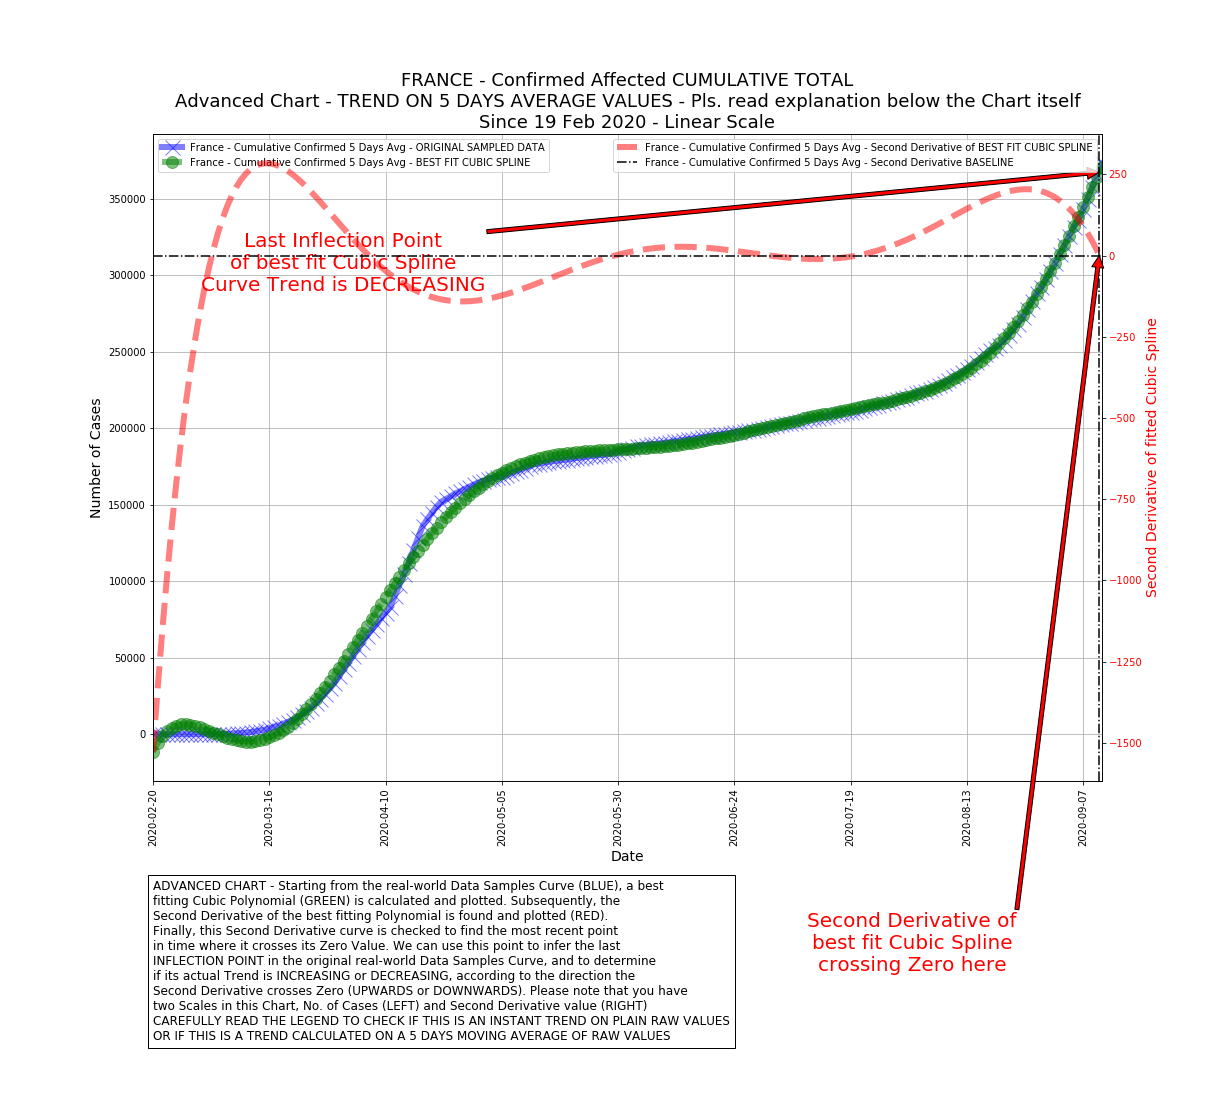 FRANCE - Confirmed Affected CUMULATIVE TOTAL
Advanced Chart - TREND ON 5 DAYS AVERAGE VALUES - Pls. read explanation below the Chart itself
Since 19 Feb 2020 - Linear Scale
France - Cumulative Confirmed 5 Days Avg - ORIGINAL SAMPLED DATA
France - Cumulative Confirmed 5 Days Avg - BEST FIT CUBIC SPLINE
France - Cumulative Confirmed 5 Days Avg - Second Derivative of BEST FIT CUBIC SPLINE
France - Cumulative Confirmed 5 Days Avg - Second Derivative BASELINE
Last Inflection Point
of best fit Cubic Spline
Curve Trend is DECREASING
Number of Cases
350000
300000
250000
200000
150000
100000
50000
0
250
0
−250
−500
−750
−1000
−1250
−1500
Second Derivative of fitted Cubic Spline
2020-02-20
2020-03-16
2020-04-10
2020-05-05
2020-05-30
2020-06-24
2020-07-19
2020-08-13
2020-09-07
Date
ADVANCED CHART - Starting from the real-world Data Samples Curve (BLUE), a best
fitting Cubic Polynomial (GREEN) is calculated and plotted. Subsequently, the
Second Derivative of the best fitting Polynomial is found and plotted (RED).
Finally, this Second Derivative curve is checked to find the most recent point
in time where it crosses its Zero Value. We can use this point to infer the last
INFLECTION POINT in the original real-world Data Samples Curve, and to determine
if its actual Trend is INCREASING or DECREASING, according to the direction the
Second Derivative crosses Zero (UPWARDS or DOWNWARDS). Please note that you have
two Scales in this Chart, No. of Cases (LEFT) and Second Derivative value (RIGHT)
CAREFULLY READ THE LEGEND TO CHECK IF THIS IS AN INSTANT TREND ON PLAIN RAW VALUES
OR IF THIS IS A TREND CALCULATED ON A 5 DAYS MOVING AVERAGE OF RAW VALUES
Second Derivative of
best fit Cubic Spline
crossing Zero here